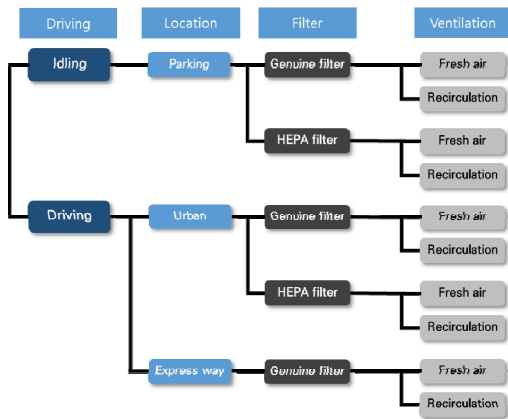 Driving Location Filter Ventilation
Idling Parking Genuine filter Fresh air
Recirculation
HEPA filter Fresh air
Recirculation
Driving Urban Genuine filter Fresh air
Recirculation
HEPA filter Fresh air
Recirculation
Express way Genuine filter Fresh air
Recirculation